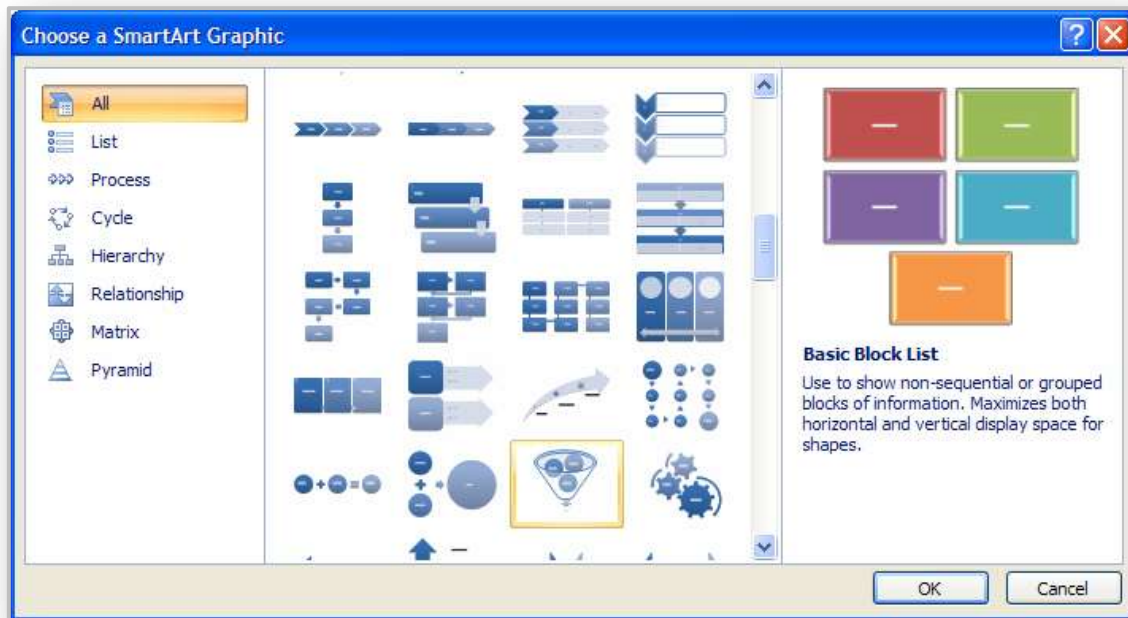 Choose a SmartArt Graphic
All
List
Process
Cycle
Hierarchy
Relationship
Matrix
Pyramid
Basic Block List
Use to show non-sequential or grouped
blocks of information. Maximizes both
horizontal and vertical display space for
shapes.
OK
Cancel